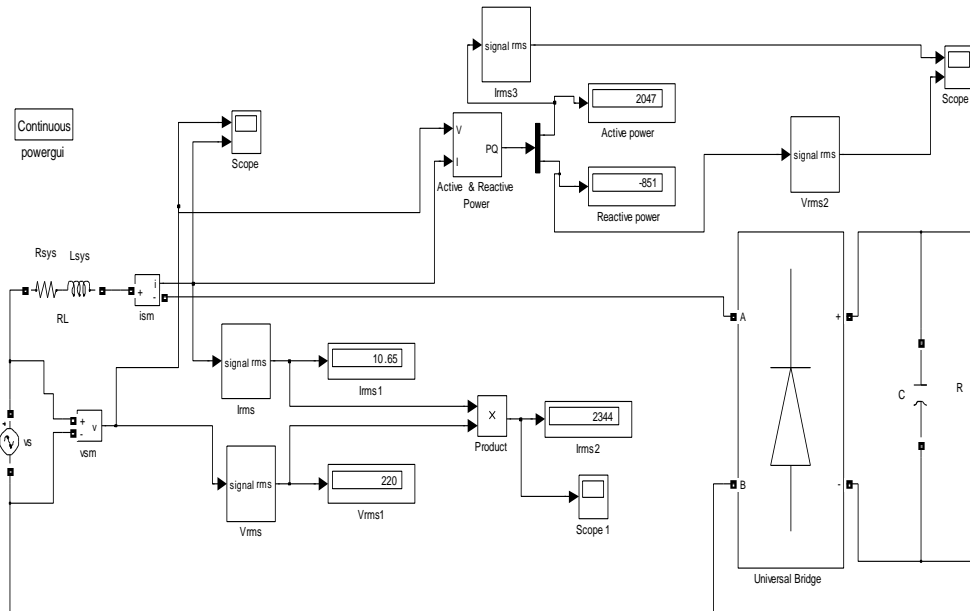 signal rms
Irms3
Scope
2047
Active power
Continuous
powergui
Scope
V
I
PQ
Active & Reactive
Power
-851
Reactive power
signal rms
Vrms2
Rsys
Lsys
RL
+
i
-
ism
A
+
B
-
Universal Bridge
C
R
signal rms
Irms
10.65
Irms1
vs
+
-
v
vsm
X
Product
2344
Irms2
signal rms
Vrms
220
Vrms1
Scope 1